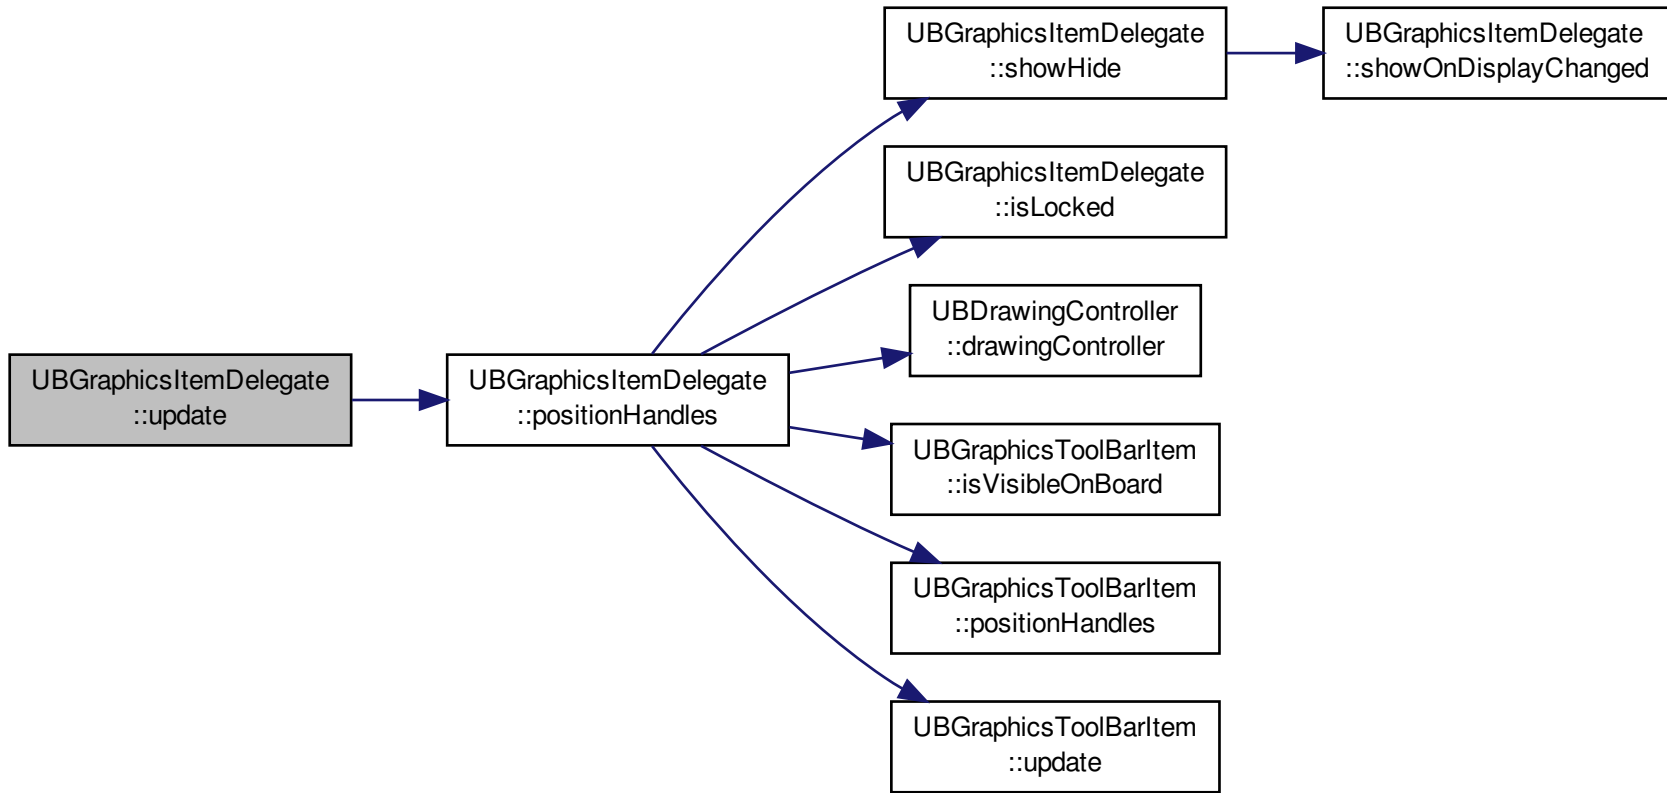 UBGraphicsItemDelegate
::update
UBGraphicsItemDelegate
::positionHandles
UBGraphicsItemDelegate
::showHide
UBGraphicsItemDelegate
::showOnDisplayChanged
UBGraphicsItemDelegate
::isLocked
UBDrawingController
::drawingController
UBGraphicsToolBarItem
::isVisibleOnBoard
UBGraphicsToolBarItem
::positionHandles
UBGraphicsToolBarItem
::update